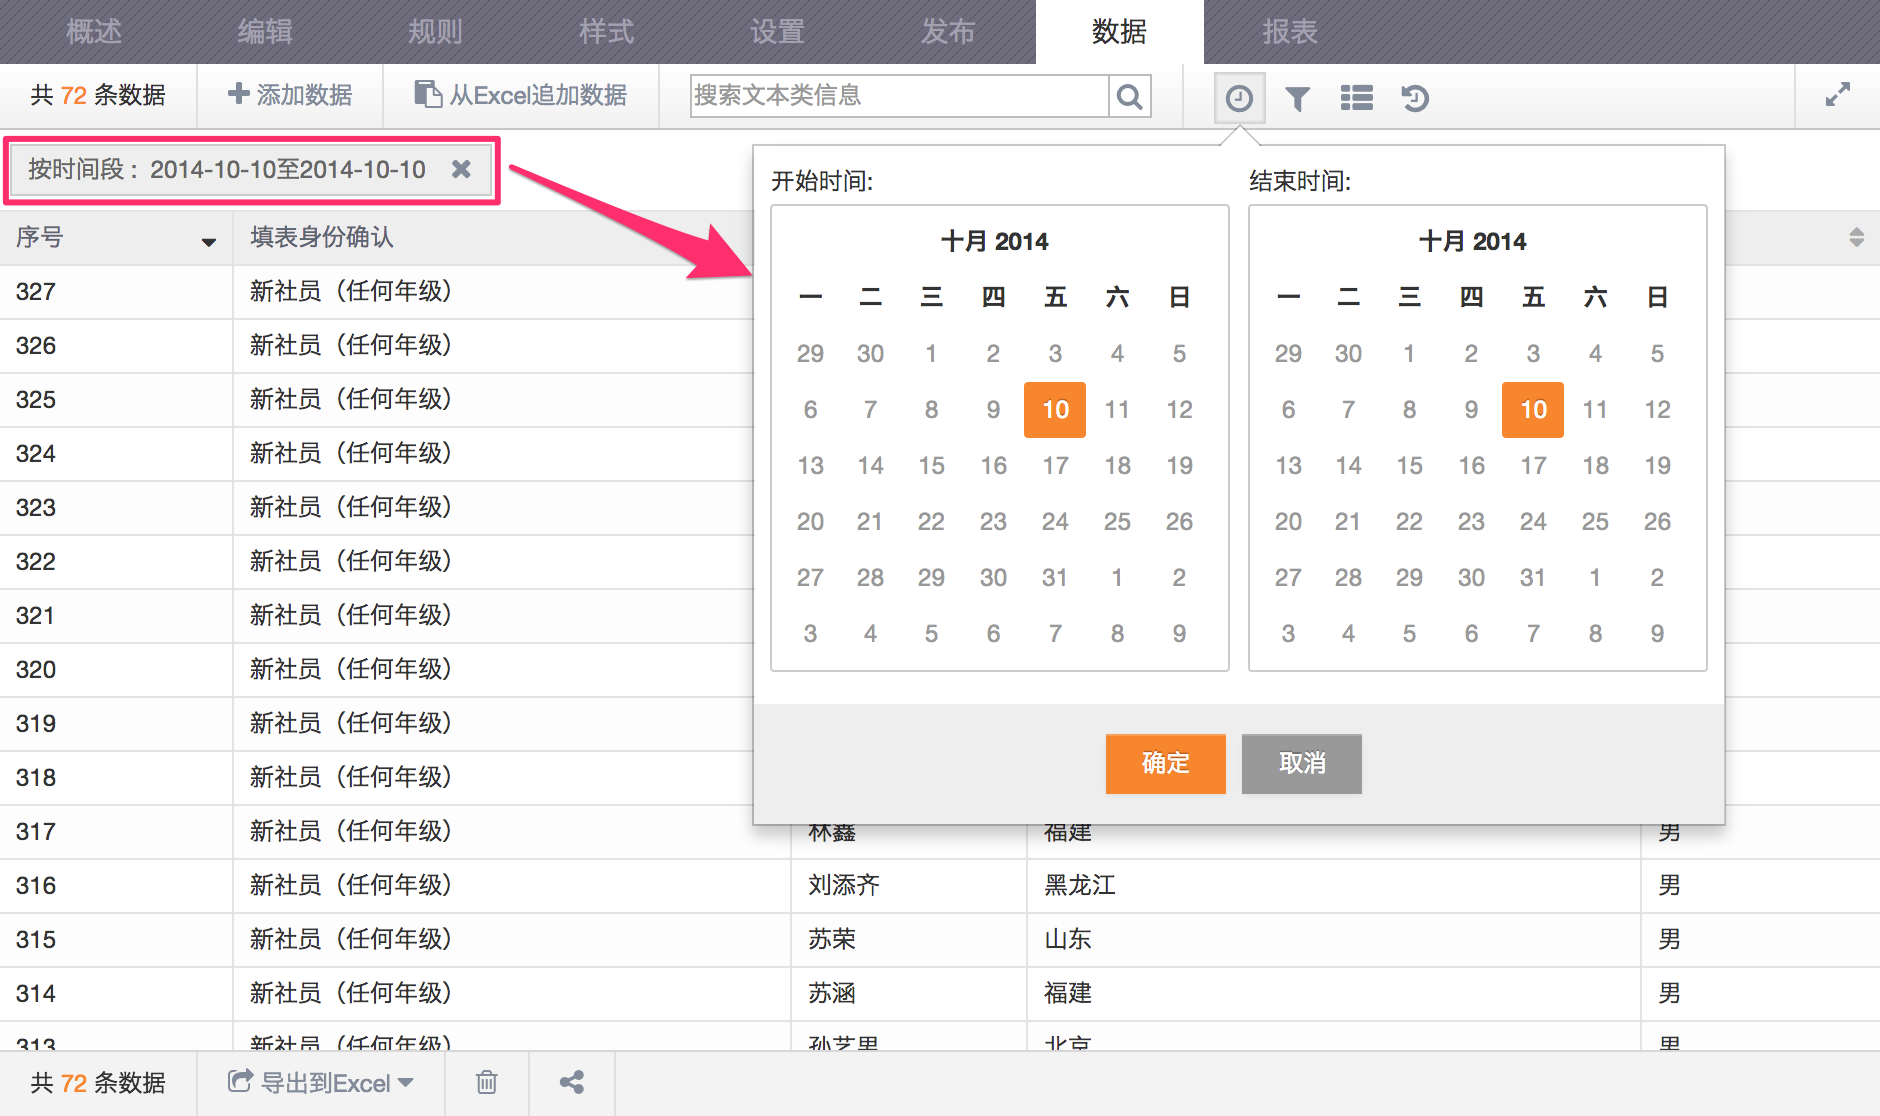 概述 编辑 规则 样式 设置 发布 数据 报表
共 72 条数据 添加数据 从Excel追加数据 搜索文本类信息
按时间段： 2014-10-10至2014-10-10
序号 填表身份确认
327 新社员（任何年级）
326 新社员（任何年级）
325 新社员（任何年级）
324 新社员（任何年级）
323 新社员（任何年级）
322 新社员（任何年级）
321 新社员（任何年级）
320 新社员（任何年级）
319 新社员（任何年级）
318 新社员（任何年级）
317 新社员（任何年级） 林鑫 福建 男
316 新社员（任何年级） 刘添齐 黑龙江 男
315 新社员（任何年级） 苏荣 山东 男
314 新社员（任何年级） 苏涵 福建 男
313 新社员（任何年级） 孙艺男 北京 男
开始时间:
十月 2014
一 二 三 四 五 六 日
29 30 1 2 3 4 5
6 7 8 9 10 11 12
13 14 15 16 17 18 19
20 21 22 23 24 25 26
27 28 29 30 31 1 2
3 4 5 6 7 8 9
结束时间:
十月 2014
一 二 三 四 五 六 日
29 30 1 2 3 4 5
6 7 8 9 10 11 12
13 14 15 16 17 18 19
20 21 22 23 24 25 26
27 28 29 30 31 1 2
3 4 5 6 7 8 9
确定 取消
共 72 条数据 导出到Excel